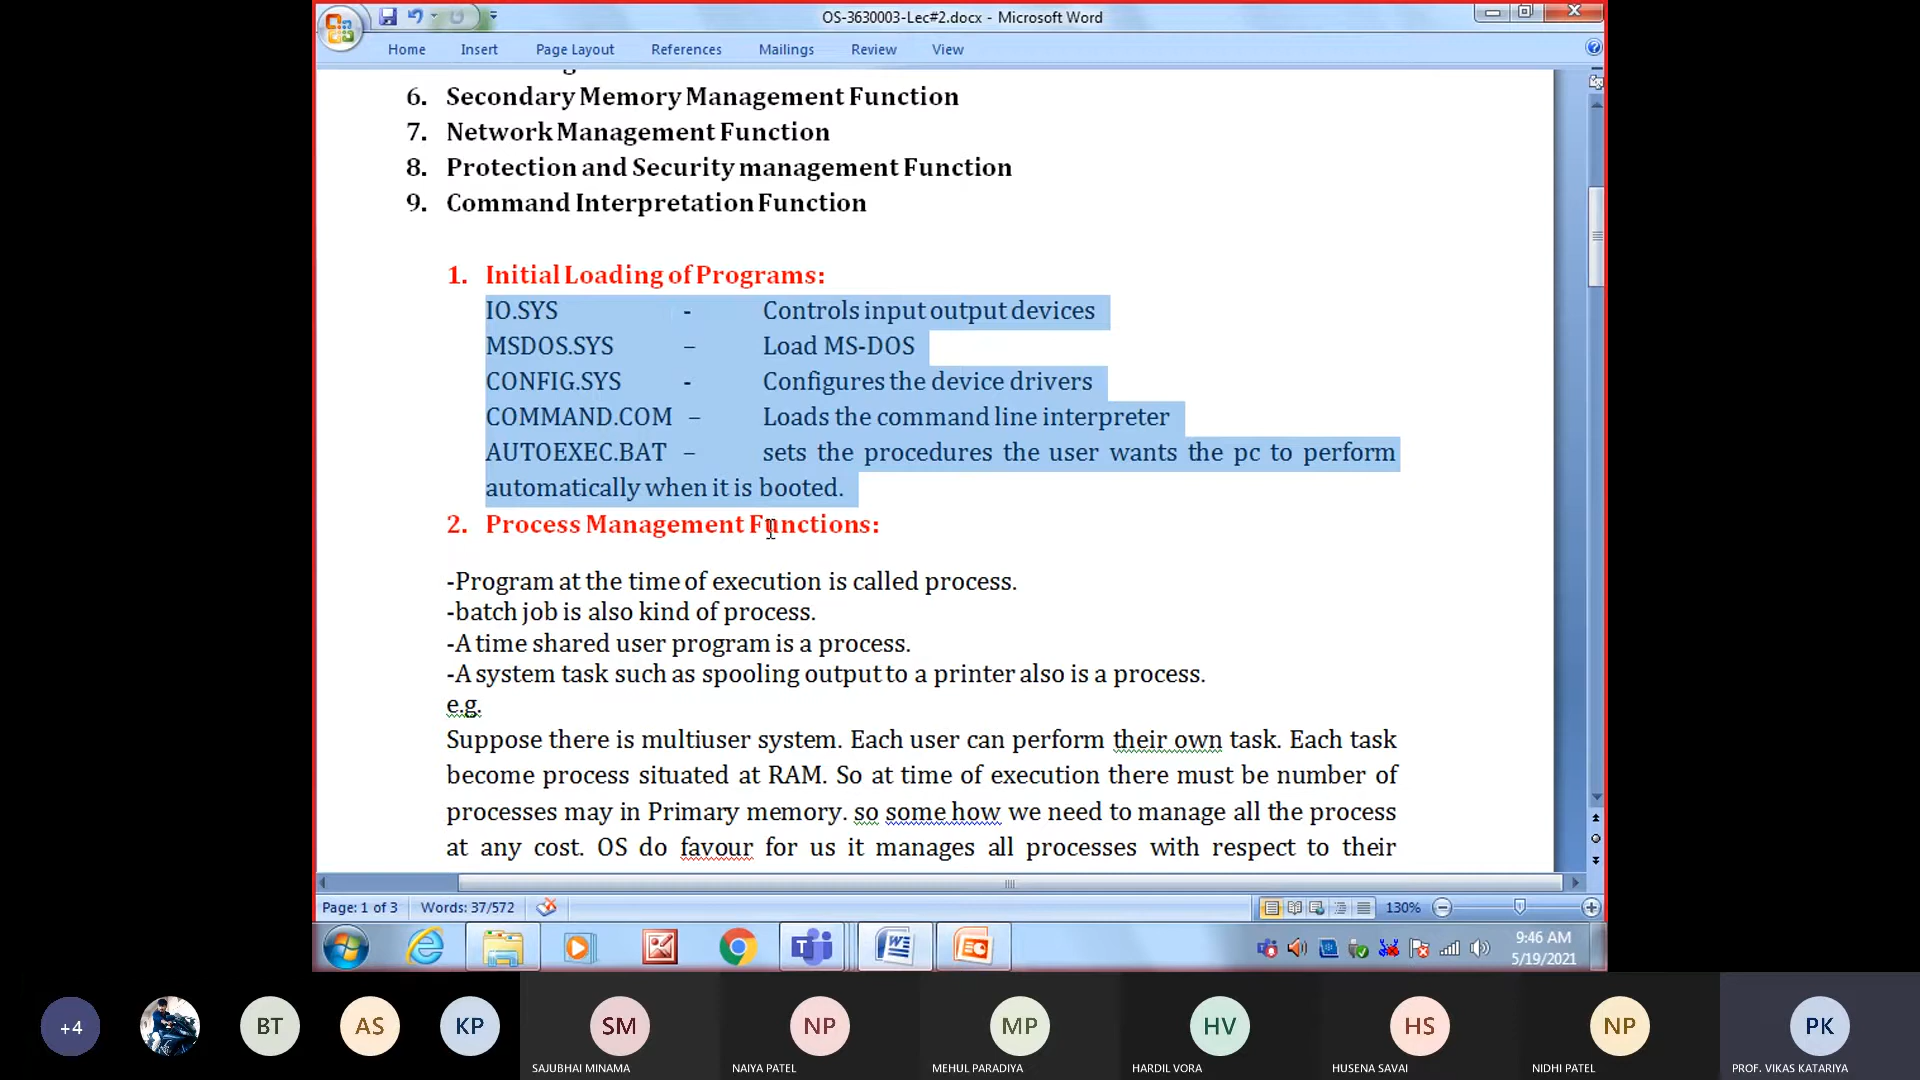 OS-3630003-Lec#2.docx - Microsoft Word
Home Insert Page Layout References Mailings Review View
6. Secondary Memory Management Function
7. Network Management Function
8. Protection and Security management Function
9. Command Interpretation Function
1. Initial Loading of Programs:
IO.SYS - Controls input output devices
MSDOS.SYS – Load MS-DOS
CONFIG.SYS - Configures the device drivers
COMMAND.COM – Loads the command line interpreter
AUTOEXEC.BAT – sets the procedures the user wants the pc to perform
automatically when it is booted.
2. Process Management Functions:
-Program at the time of execution is called process.
-batch job is also kind of process.
-A time shared user program is a process.
-A system task such as spooling output to a printer also is a process.
e.g.
Suppose there is multiuser system. Each user can perform their own task. Each task
become process situated at RAM. So at time of execution there must be number of
processes may in Primary memory. so some how we need to manage all the process
at any cost. OS do favour for us it manages all processes with respect to their
Page: 1 of 3 Words: 37/572 130%
9:46 AM
5/19/2021
+4 BT AS KP SM NP MP HV HS NP PK
SAJUBHAI MINAMA NAIYA PATEL MEHUL PARADIYA HARDIL VORA HUSENA SAVAI NIDHI PATEL PROF. VIKAS KATARIYA